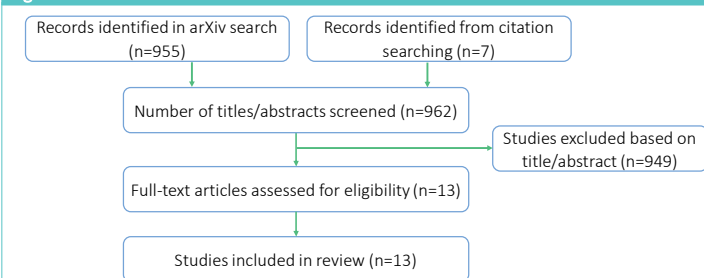 Records identified in arXiv search
(n=955)
Records identified from citation
searching (n=7)
Number of titles/abstracts screened (n=962)
Studies excluded based on
title/abstract (n=949)
Full-text articles assessed for eligibility (n=13)
Studies included in review (n=13)